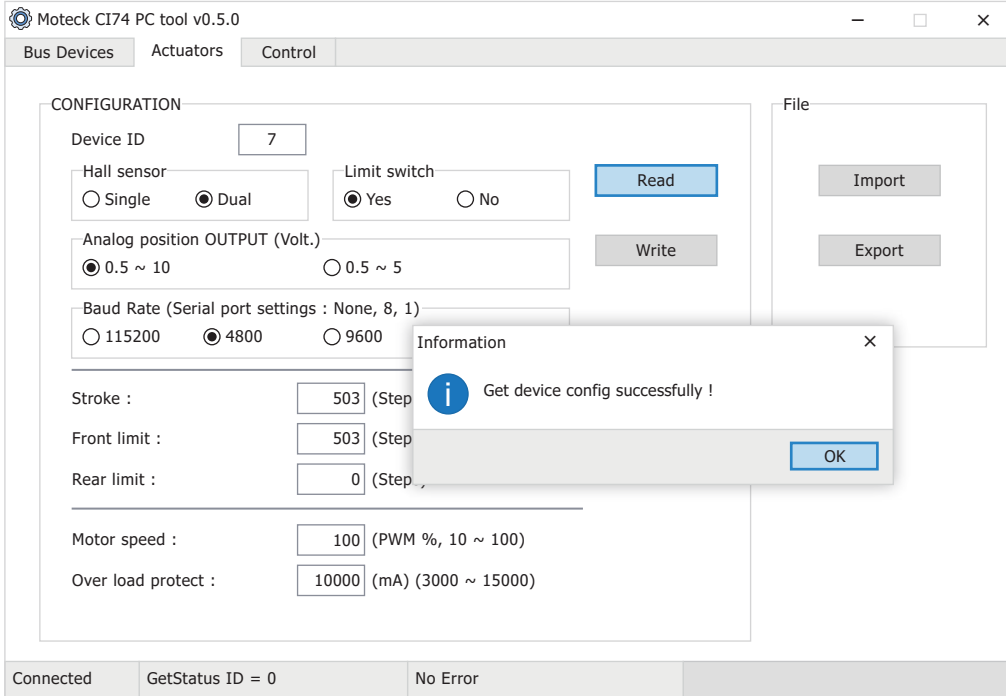 Moteck CI74 PC tool v0.5.0
Bus Devices Actuators Control
CONFIGURATION
File
Device ID 7
Hall sensor
Single Dual
Limit switch
Yes No
Read
Import
Analog position OUTPUT (Volt.)
0.5 ~ 10 0.5 ~ 5
Write
Export
Baud Rate (Serial port settings : None, 8, 1)
115200 4800 9600
Information
Get device config successfully !
OK
Stroke : 503 (Step
Front limit : 503 (Step
Rear limit : 0 (Step
Motor speed : 100 (PWM %, 10 ~ 100)
Over load protect : 10000 (mA) (3000 ~ 15000)
Connected GetStatus ID = 0 No Error